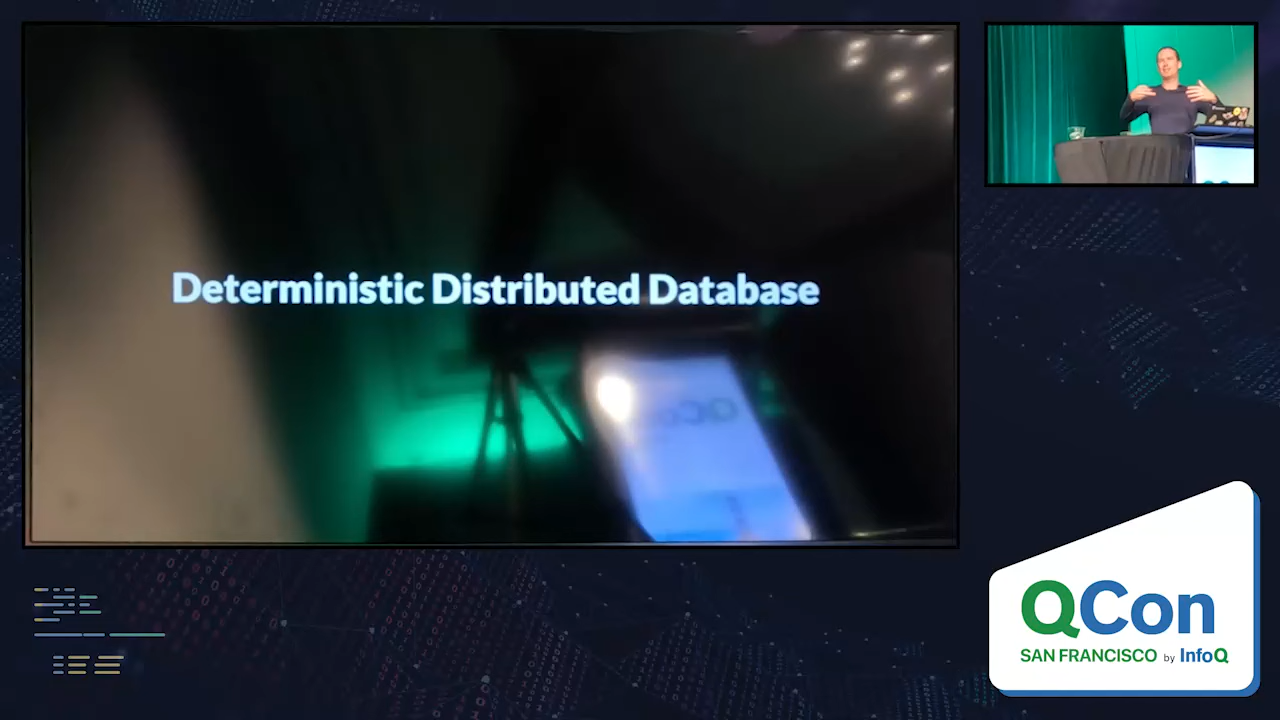 Deterministic Distributed Database
QCon
SAN FRANCISCO by InfoQ